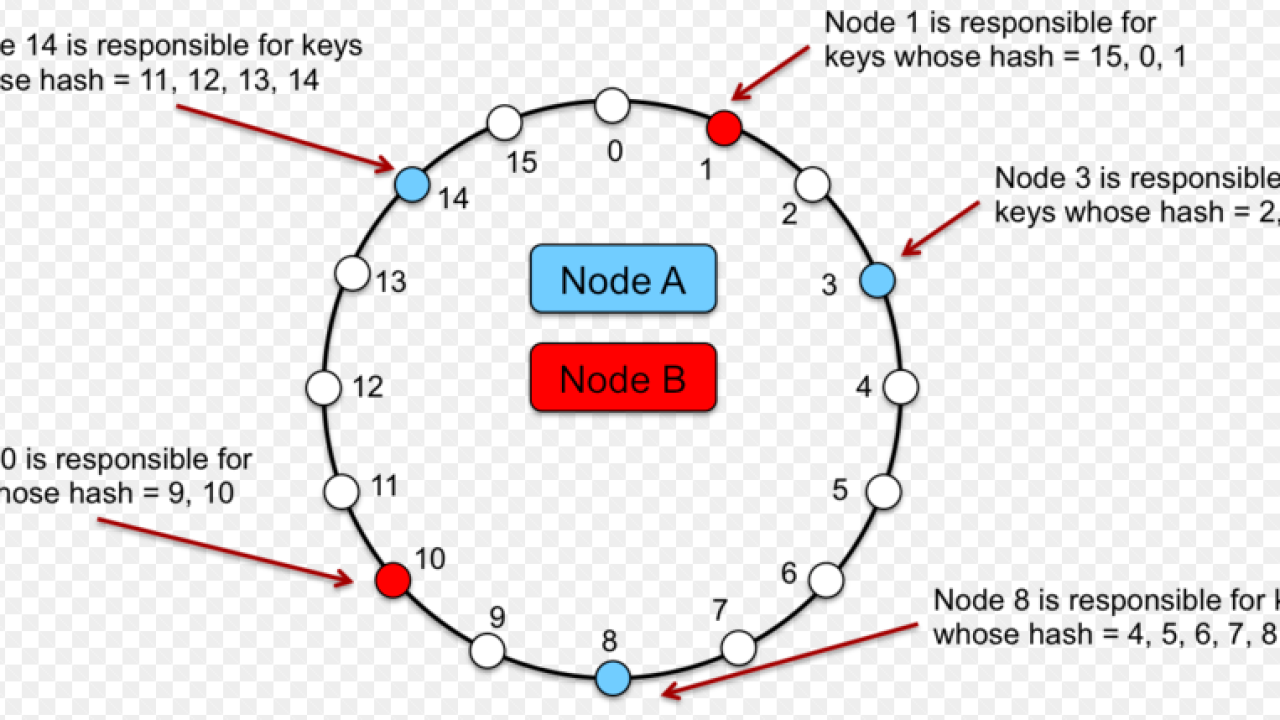 e 14 is responsible for keys
se hash = 11, 12, 13, 14
Node 1 is responsible for
keys whose hash = 15, 0, 1
Node 3 is responsible
keys whose hash = 2,
0
1
2
3
4
5
6
7
8
9
10
11
12
13
14
15
Node A
Node B
0 is responsible for
hose hash = 9, 10
Node 8 is responsible for k
whose hash = 4, 5, 6, 7, 8